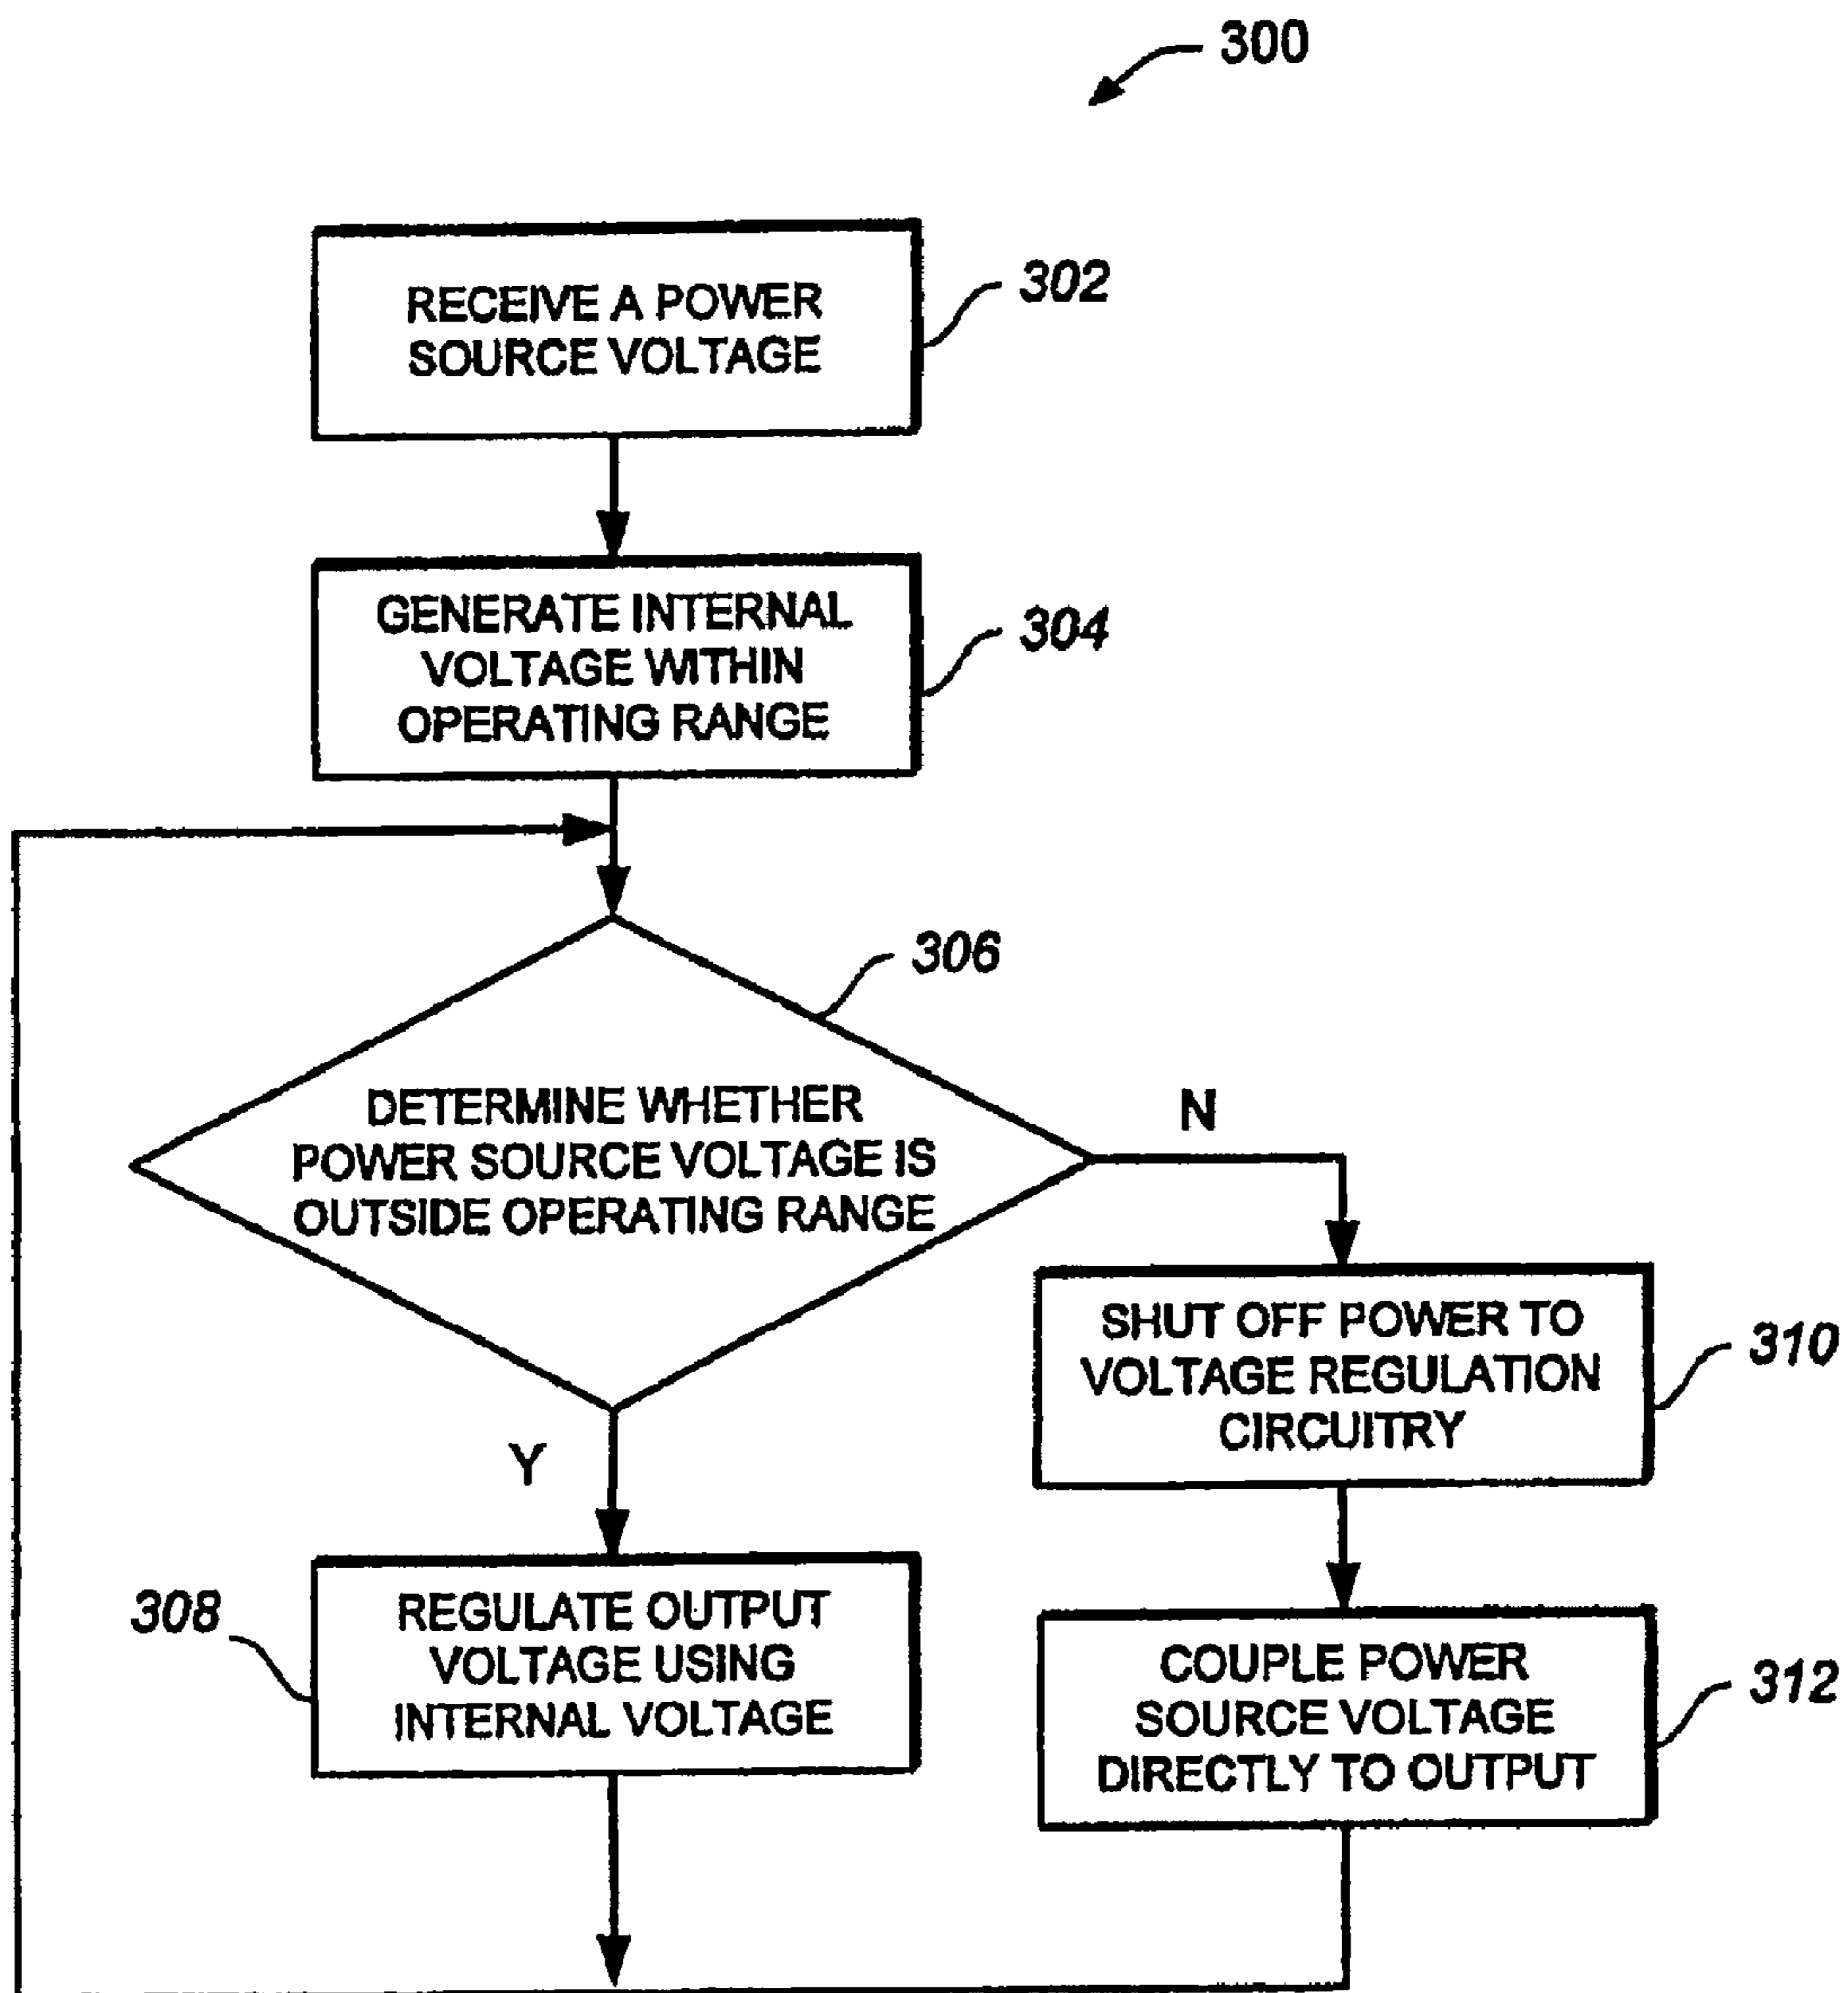 300
RECEIVE A POWER
SOURCE VOLTAGE
302
GENERATE INTERNAL
VOLTAGE WITHIN
OPERATING RANGE
304
306
DETERMINE WHETHER
POWER SOURCE VOLTAGE IS
OUTSIDE OPERATING RANGE
N
Y
SHUT OFF POWER TO
VOLTAGE REGULATION
CIRCUITRY
310
308
REGULATE OUTPUT
VOLTAGE USING
INTERNAL VOLTAGE
COUPLE POWER
SOURCE VOLTAGE
DIRECTLY TO OUTPUT
312